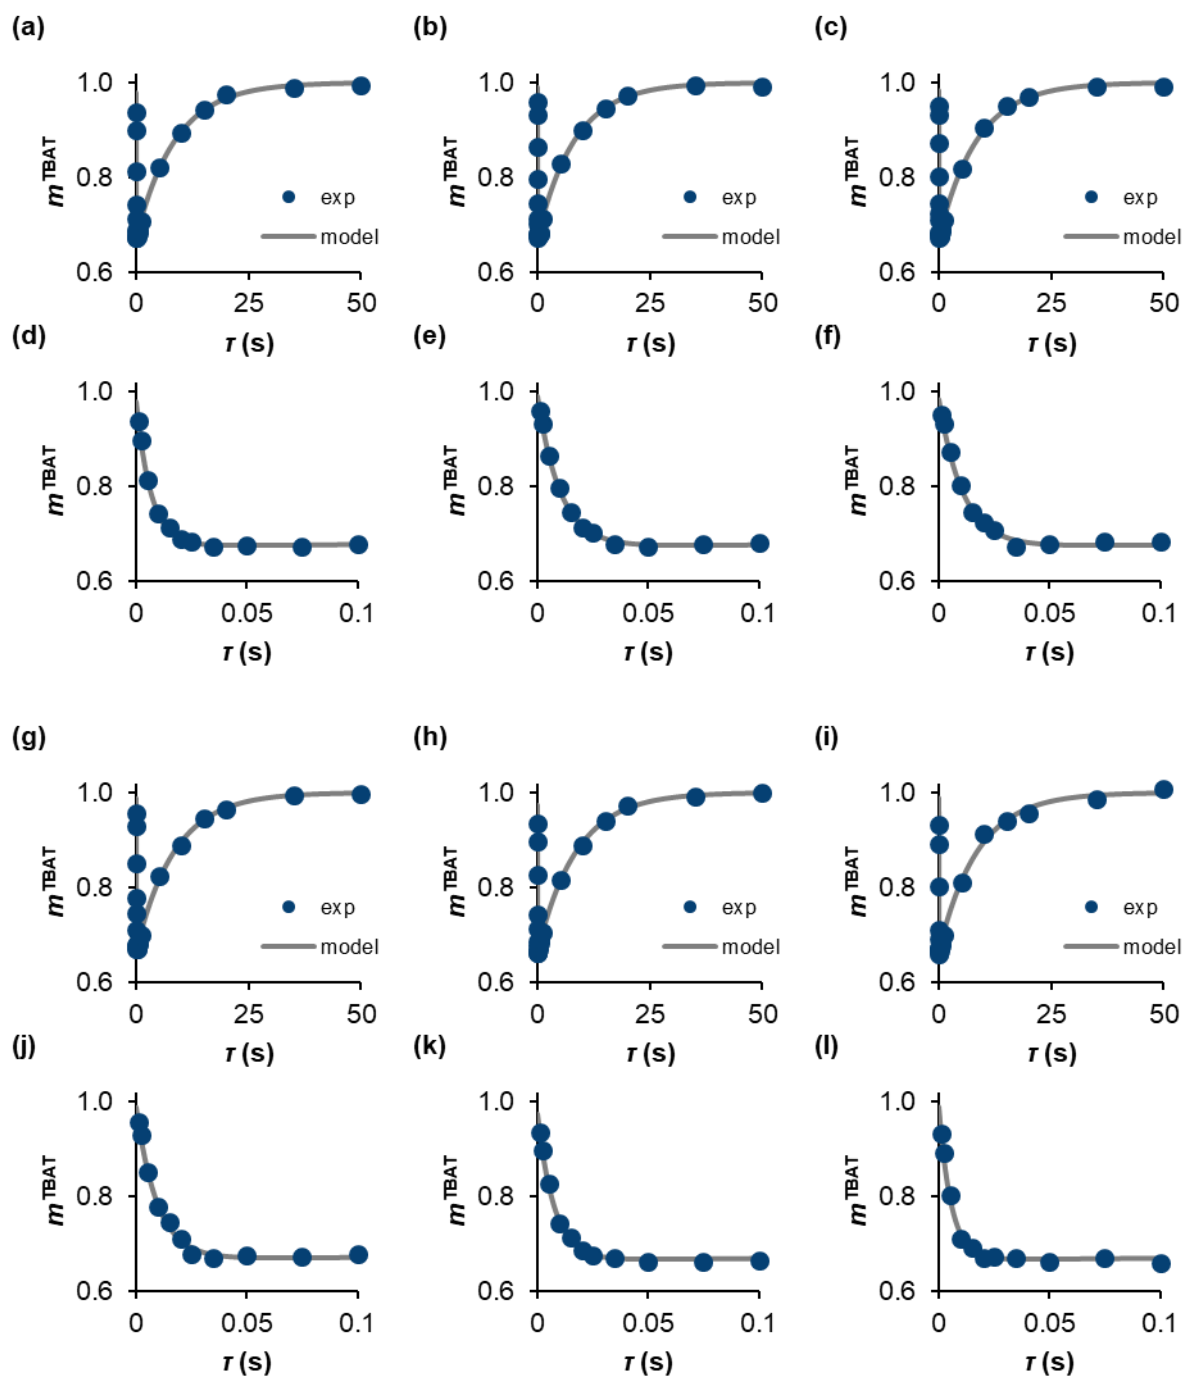 (a) (b) (c)
1.0 1.0 1.0
0.8 0.8 0.8
0.6 0.6 0.6
m^TBAT m^TBAT m^TBAT
exp exp exp
model model model
0 25 50 0 25 50 0 25 50
τ (s) τ (s) τ (s)
(d) (e) (f)
1.0 1.0 1.0
0.8 0.8 0.8
0.6 0.6 0.6
m^TBAT m^TBAT m^TBAT
0 0.05 0.1 0 0.05 0.1 0 0.05 0.1
τ (s) τ (s) τ (s)
(g) (h) (i)
1.0 1.0 1.0
0.8 0.8 0.8
0.6 0.6 0.6
m^TBAT m^TBAT m^TBAT
exp exp exp
model model model
0 25 50 0 25 50 0 25 50
τ (s) τ (s) τ (s)
(j) (k) (l)
1.0 1.0 1.0
0.8 0.8 0.8
0.6 0.6 0.6
m^TBAT m^TBAT m^TBAT
0 0.05 0.1 0 0.05 0.1 0 0.05 0.1
τ (s) τ (s) τ (s)